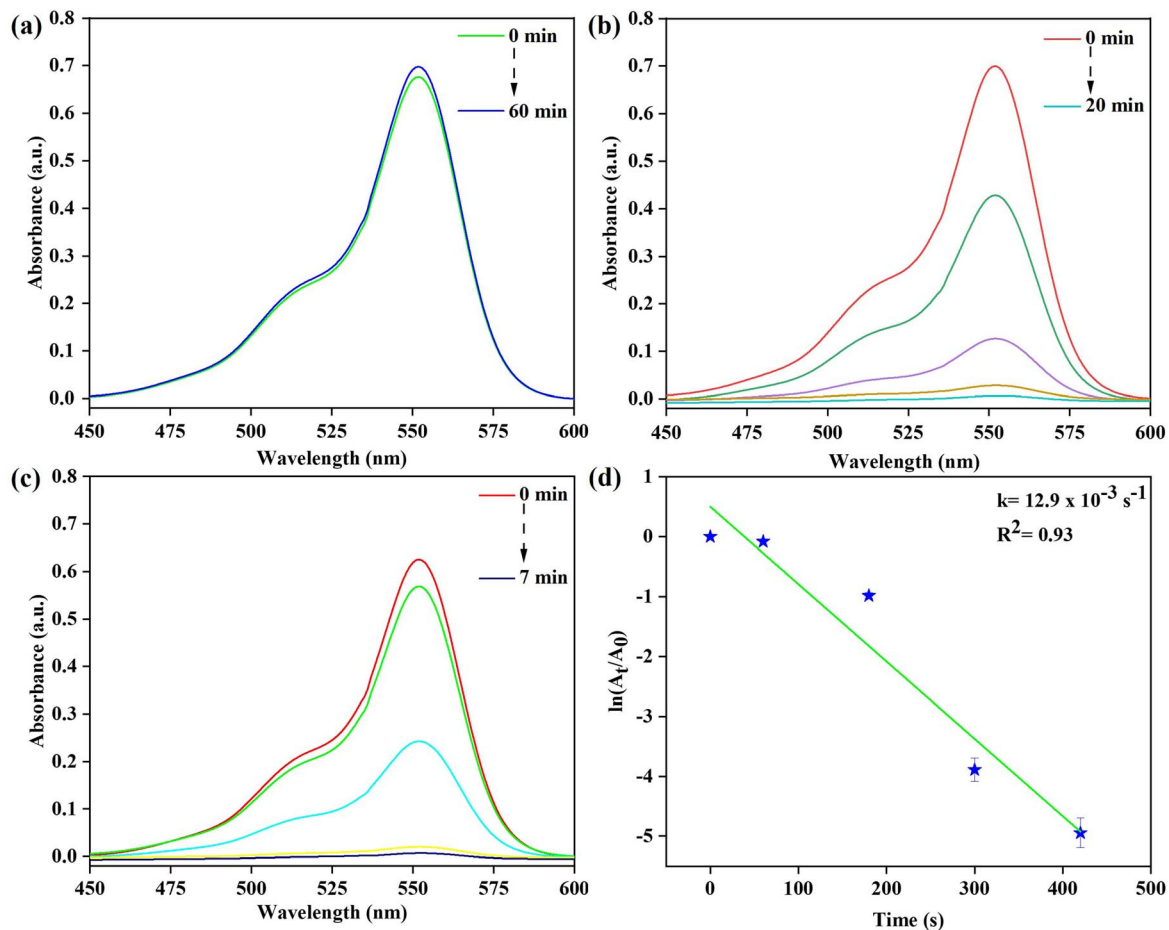 (a)
0.8
0.7
0.6
0.5
0.4
0.3
0.2
0.1
0.0
Absorbance (a.u.)
0 min
60 min
450 475 500 525 550 575 600
Wavelength (nm)
(b)
0.8
0.7
0.6
0.5
0.4
0.3
0.2
0.1
0.0
Absorbance (a.u.)
0 min
20 min
450 475 500 525 550 575 600
Wavelength (nm)
(c)
0.8
0.7
0.6
0.5
0.4
0.3
0.2
0.1
0.0
Absorbance (a.u.)
0 min
7 min
450 475 500 525 550 575 600
Wavelength (nm)
(d)
1
0
-1
-2
-3
-4
-5
ln(A_t/A_0)
k= 12.9 x 10^-3 s^-1
R^2= 0.93
0 100 200 300 400 500
Time (s)